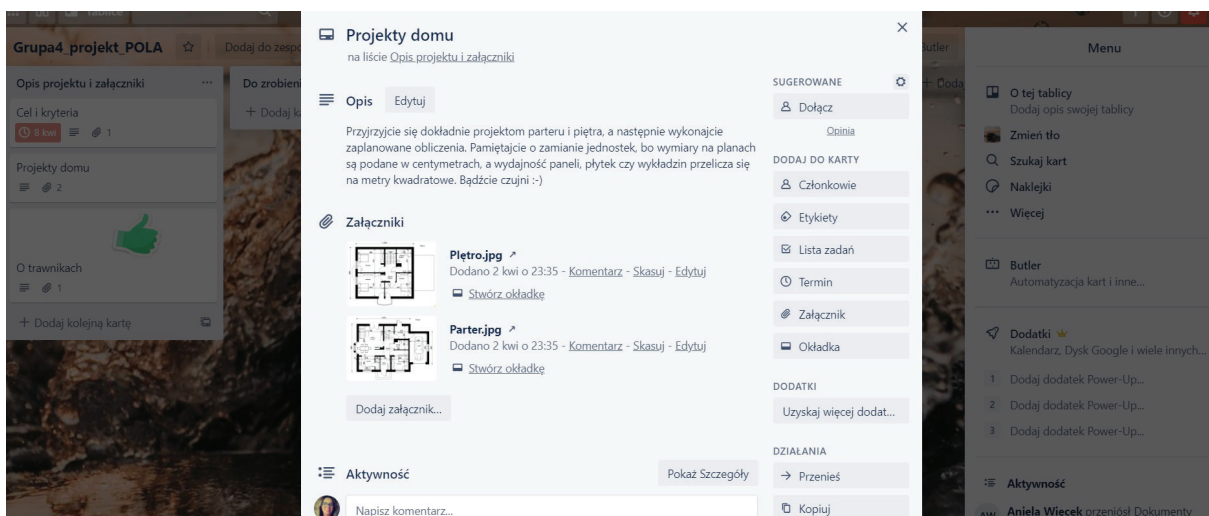 Tablice
Grupa4_projekt_POLA
Dodaj do zespo
Butler
Opis projektu i załączniki
Cel i kryteria
8 kwi
1
Projekty domu
2
O trawnikach
1
+ Dodaj kolejną kartę
Do zrobieni
+ Dodaj ka
Projekty domu
na liście Opis projektu i załączniki
Opis Edytuj
Przyjrzyjcie się dokładnie projektom parteru i piętra, a następnie wykonajcie
zaplanowane obliczenia. Pamiętajcie o zamianie jednostek, bo wymiary na planach
są podane w centymetrach, a wydajność paneli, płytek czy wykładzin przelicza się
na metry kwadratowe. Bądźcie czujni :-)
Załączniki
PIętro.jpg
Dodano 2 kwi o 23:35 - Komentarz - Skasuj - Edytuj
Stwórz okładkę
Parter.jpg
Dodano 2 kwi o 23:35 - Komentarz - Skasuj - Edytuj
Stwórz okładkę
Dodaj załącznik...
Aktywność
Pokaż Szczegóły
Napisz komentarz...
SUGEROWANE
Dołącz
Opinia
DODAJ DO KARTY
Członkowie
Etykiety
Lista zadań
Termin
Załącznik
Okładka
DODATKI
Uzyskaj więcej dodat...
DZIAŁANIA
Przenieś
Kopiuj
+ Doda
Menu
O tej tablicy
Dodaj opis swojej tablicy
Zmień tło
Szukaj kart
Naklejki
Więcej
Butler
Automatyzacja kart i inne...
Dodatki
Kalendarz, Dysk Google i wiele innych...
1 Dodaj dodatek Power-Up...
2 Dodaj dodatek Power-Up...
3 Dodaj dodatek Power-Up...
Aktywność
AW Aniela Więcek przeniósł Dokumenty